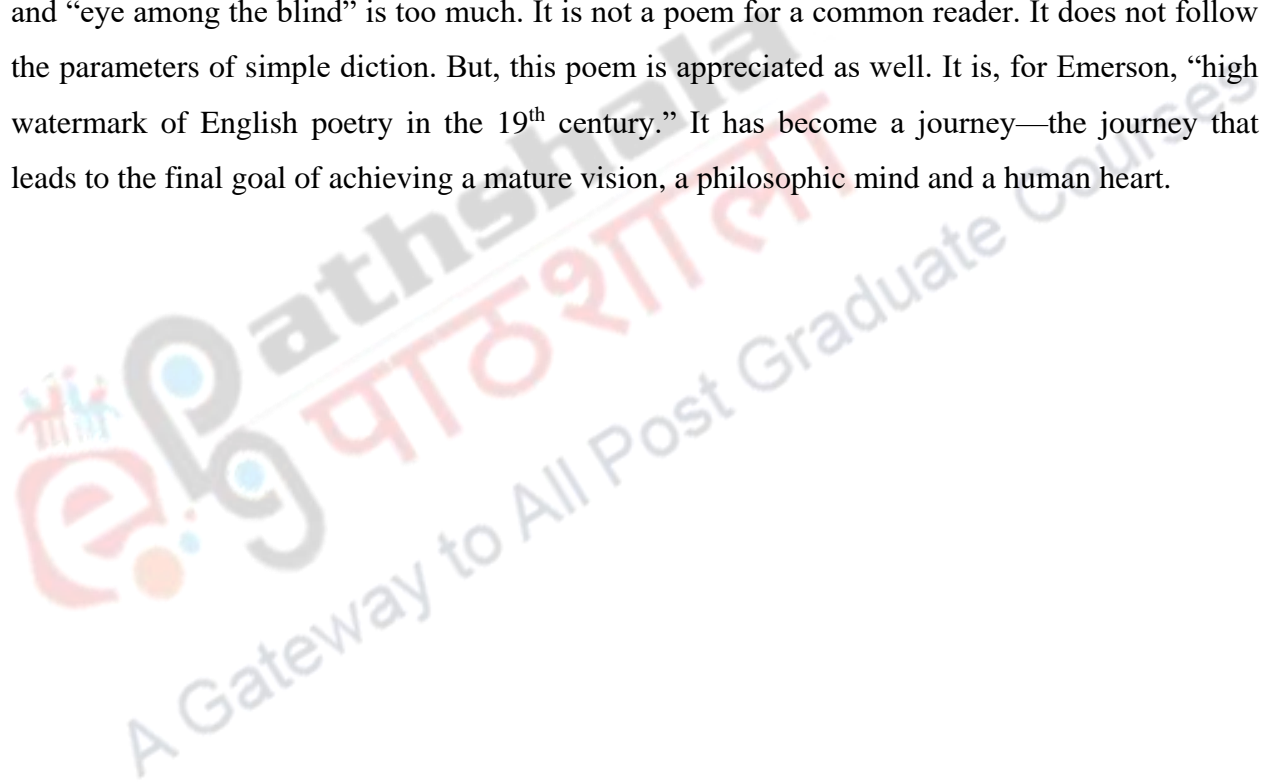 and “eye among the blind” is too much. It is not a poem for a common reader. It does not follow
the parameters of simple diction. But, this poem is appreciated as well. It is, for Emerson, “high
watermark of English poetry in the 19th century.” It has become a journey—the journey that
leads to the final goal of achieving a mature vision, a philosophic mind and a human heart.
e Pathshala
पाठशाला
A Gateway to All Post Graduate Courses